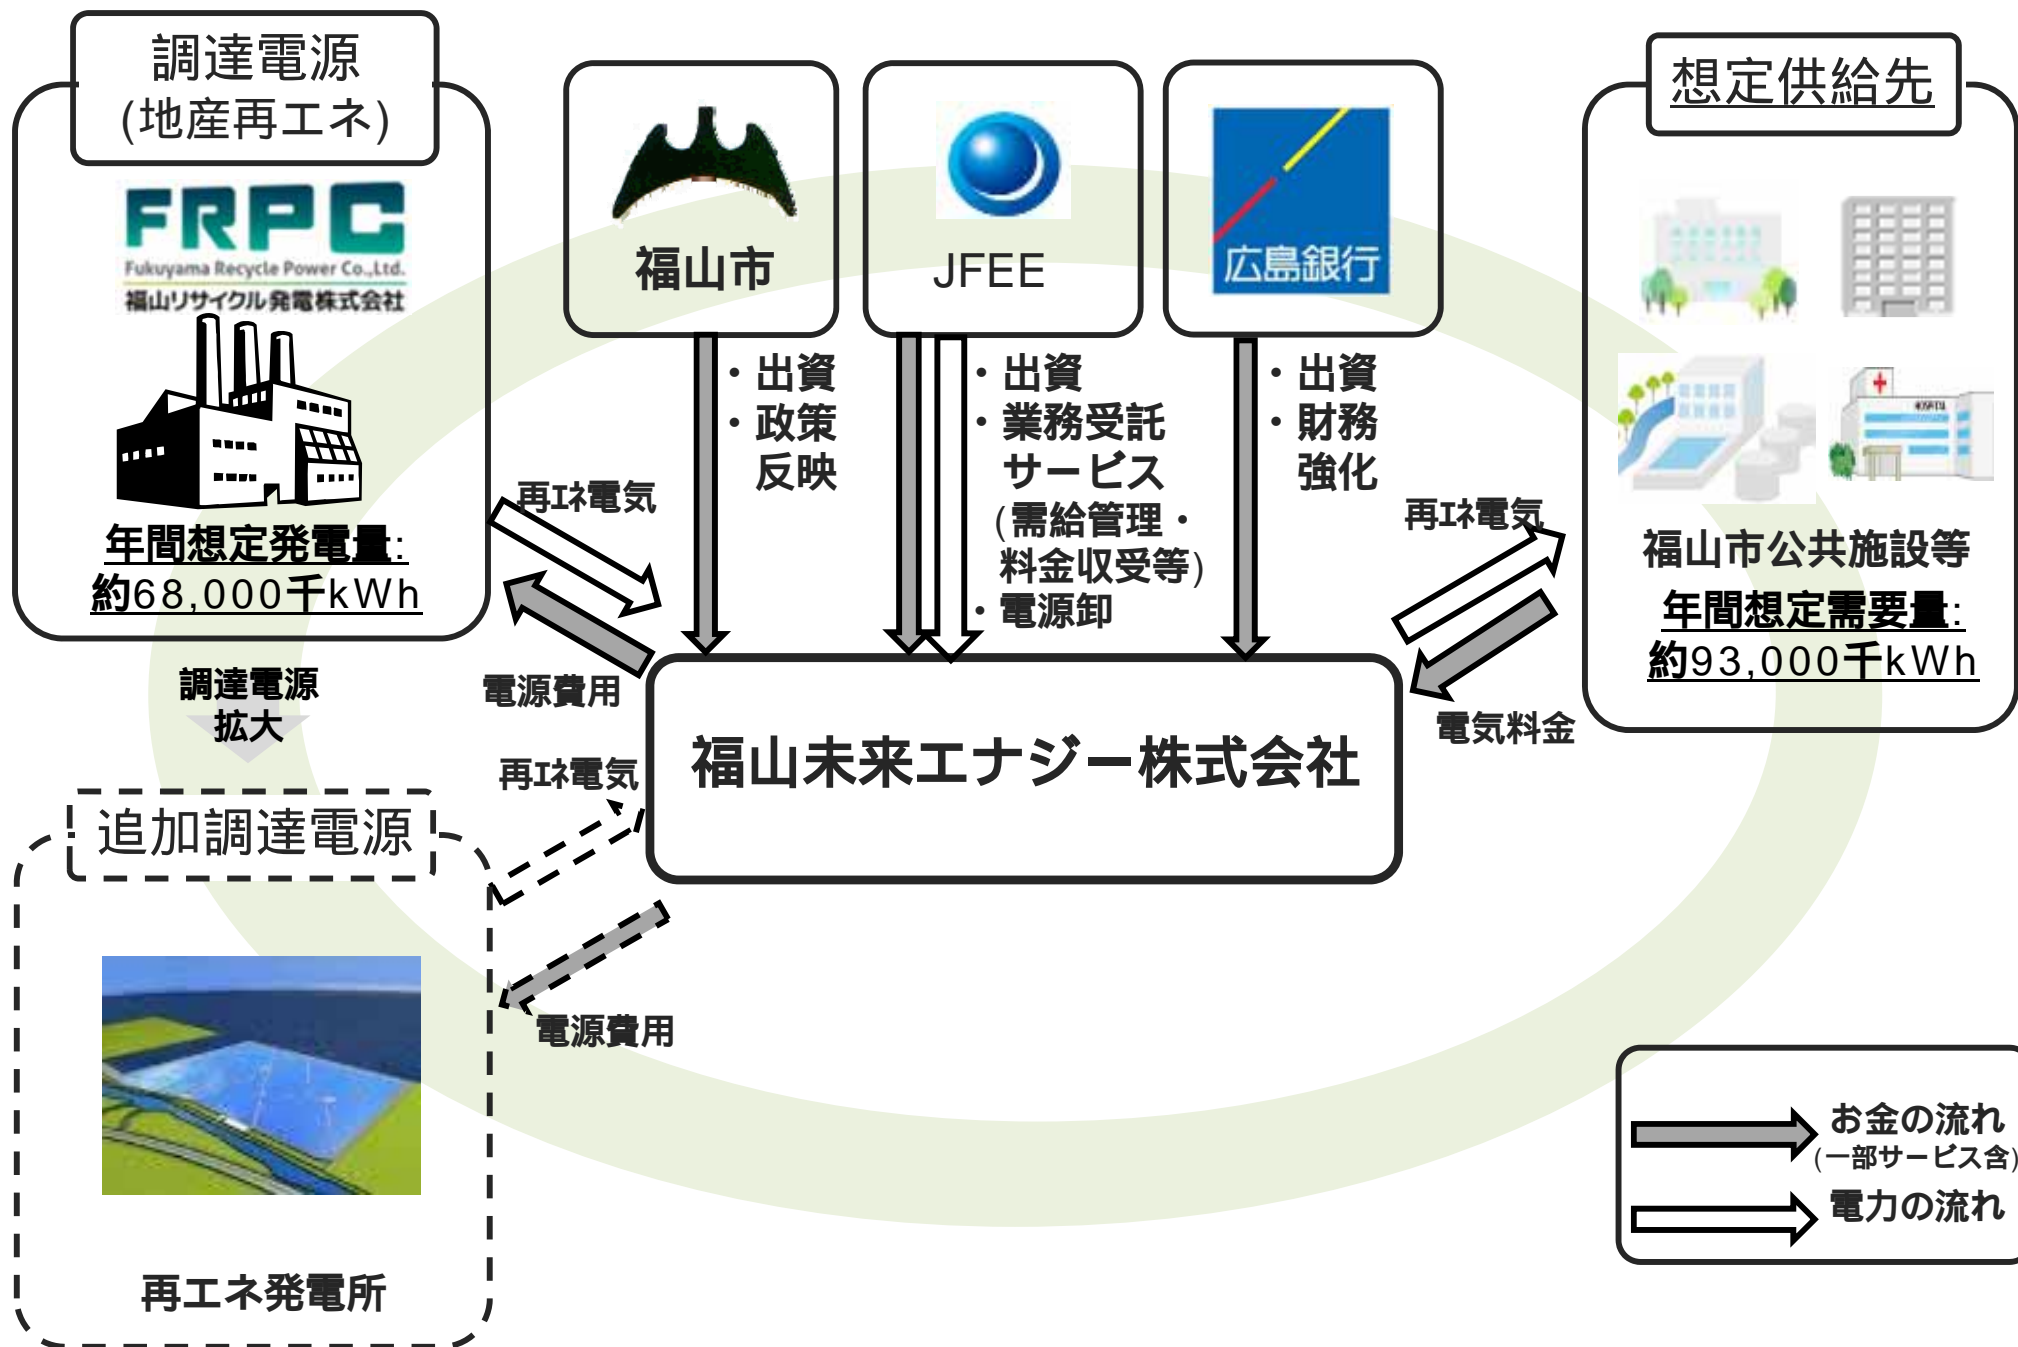 調達電源
(地産再エネ)
FRPC
Fukuyama Recycle Power Co.,Ltd.
福山リサイクル発電株式会社
年間想定発電量:
約68,000千kWh
調達電源
拡大
追加調達電源
再エネ発電所
福山市
・出資
・政策
反映
JFEE
・出資
・業務受託
サービス
(需給管理・
料金収受等)
・電源卸
広島銀行
・出資
・財務
強化
再エネ電気
電源費用
再エネ電気
電源費用
福山未来エナジー株式会社
再エネ電気
電気料金
想定供給先
HOSPITAL
福山市公共施設等
年間想定需要量:
約93,000千kWh
お金の流れ
(一部サービス含)
電力の流れ